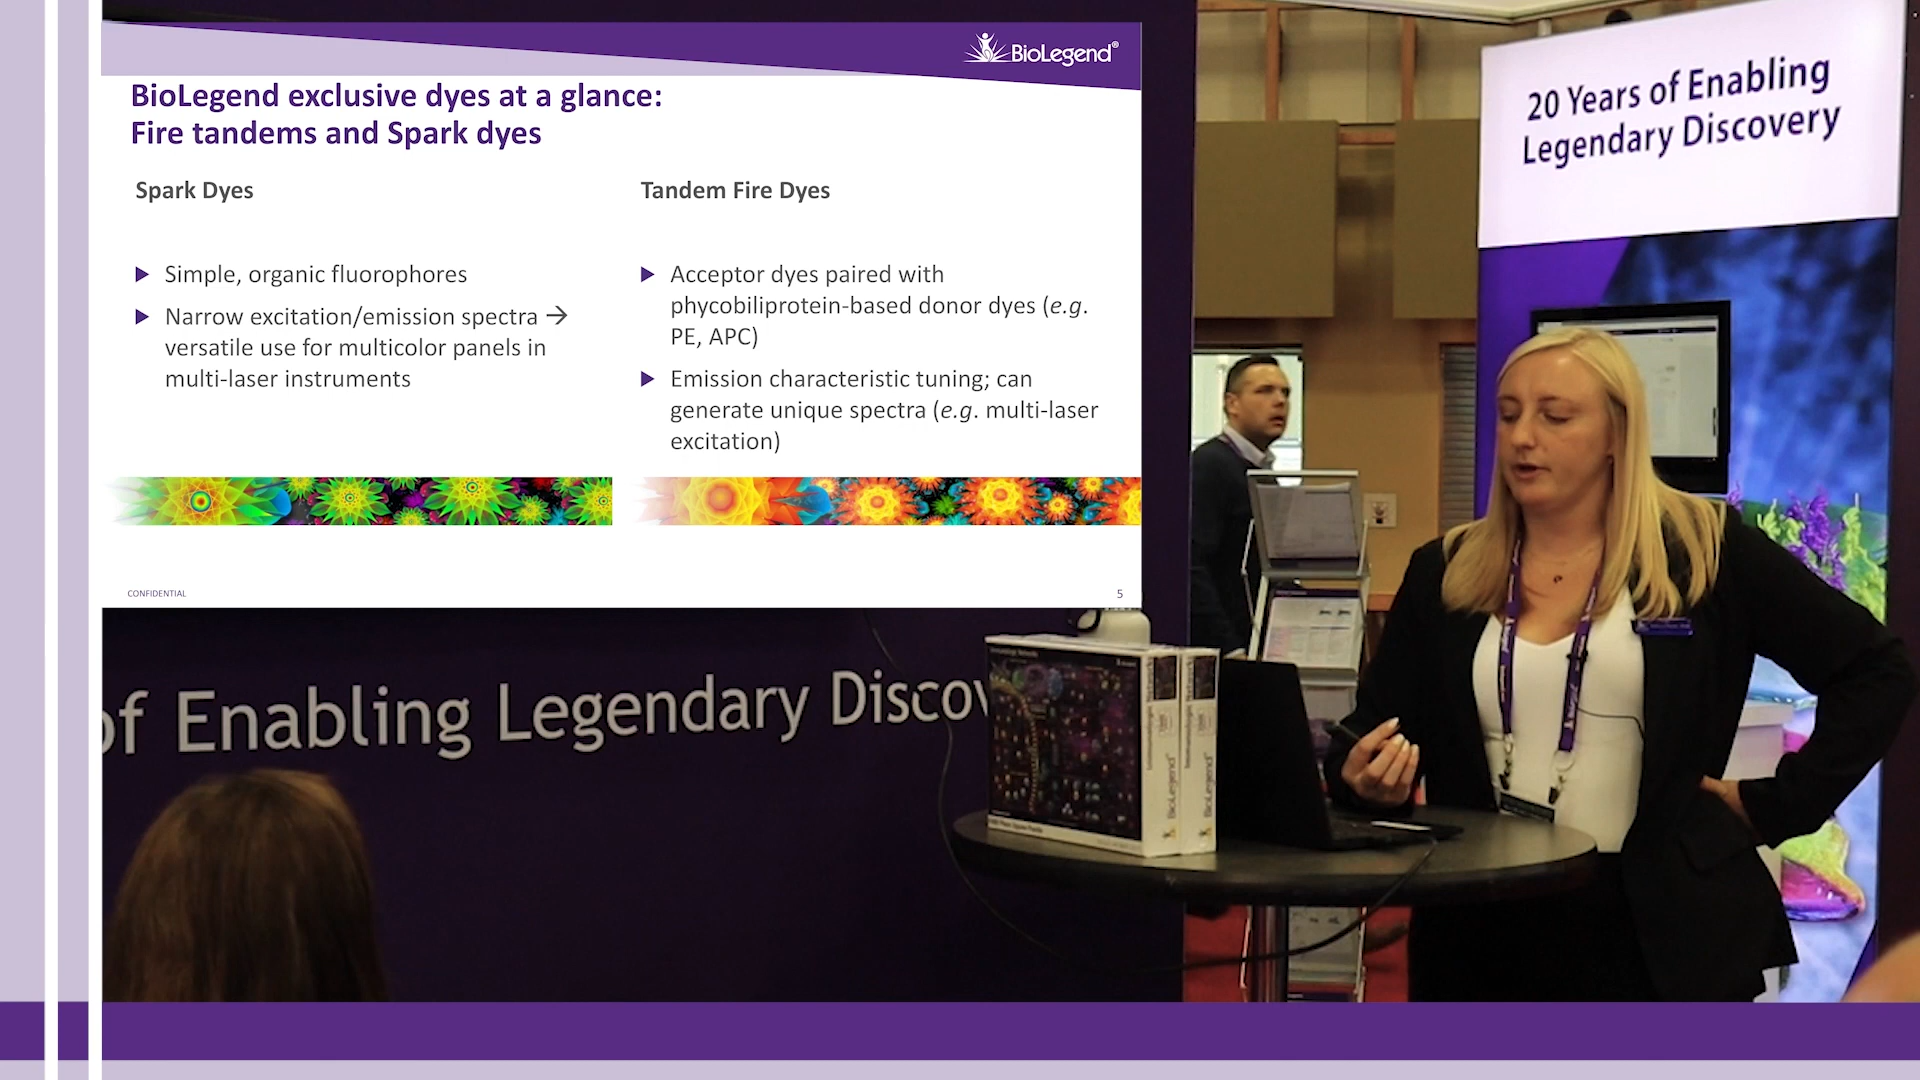 BioLegend®
BioLegend exclusive dyes at a glance:
Fire tandems and Spark dyes
Spark Dyes
Simple, organic fluorophores
Narrow excitation/emission spectra →
versatile use for multicolor panels in
multi-laser instruments
Tandem Fire Dyes
Acceptor dyes paired with
phycobiliprotein-based donor dyes (e.g.
PE, APC)
Emission characteristic tuning; can
generate unique spectra (e.g. multi-laser
excitation)
CONFIDENTIAL
5
20 Years of Enabling
Legendary Discovery
of Enabling Legendary Discov
BioLegend
BioLegend